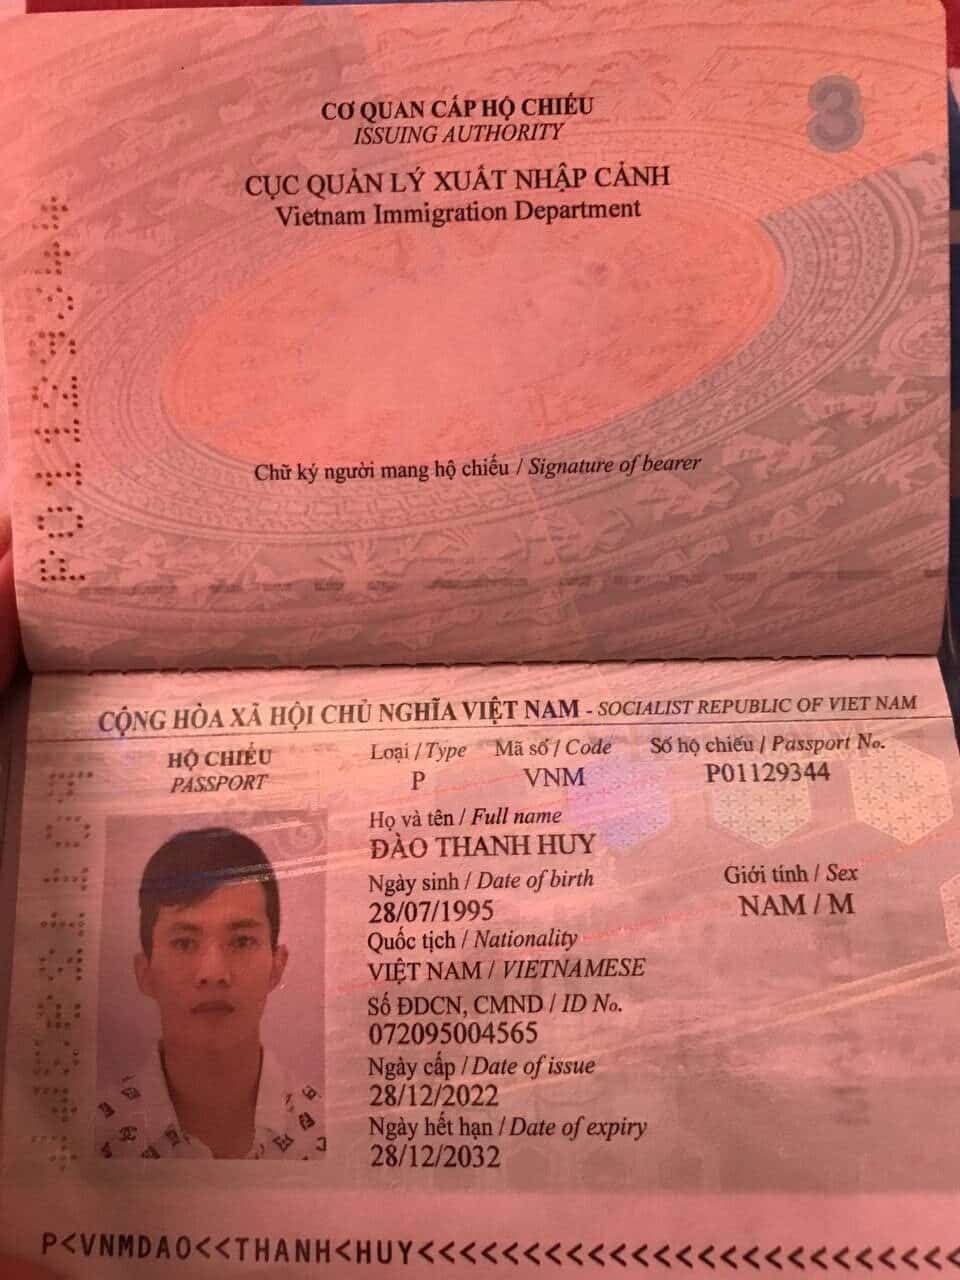 3
CƠ QUAN CẤP HỘ CHIẾU
ISSUING AUTHORITY
CỤC QUẢN LÝ XUẤT NHẬP CẢNH
Vietnam Immigration Department
Chữ ký người mang hộ chiếu / Signature of bearer
CỘNG HÒA XÃ HỘI CHỦ NGHĨA VIỆT NAM - SOCIALIST REPUBLIC OF VIET NAM
HỘ CHIẾU
PASSPORT
Loại / Type Mã số / Code Số hộ chiếu / Passport No.
P VNM P01129344
Họ và tên / Full name
ĐÀO THANH HUY
Ngày sinh / Date of birth Giới tính / Sex
28/07/1995 NAM / M
Quốc tịch / Nationality
VIỆT NAM / VIETNAMESE
Số ĐDCN, CMND / ID No.
072095004565
Ngày cấp / Date of issue
28/12/2022
Ngày hết hạn / Date of expiry
28/12/2032
P<VNMDAO<<THANH<HUY<<<<<<<<<<<<<<<<<<<<<<<<<